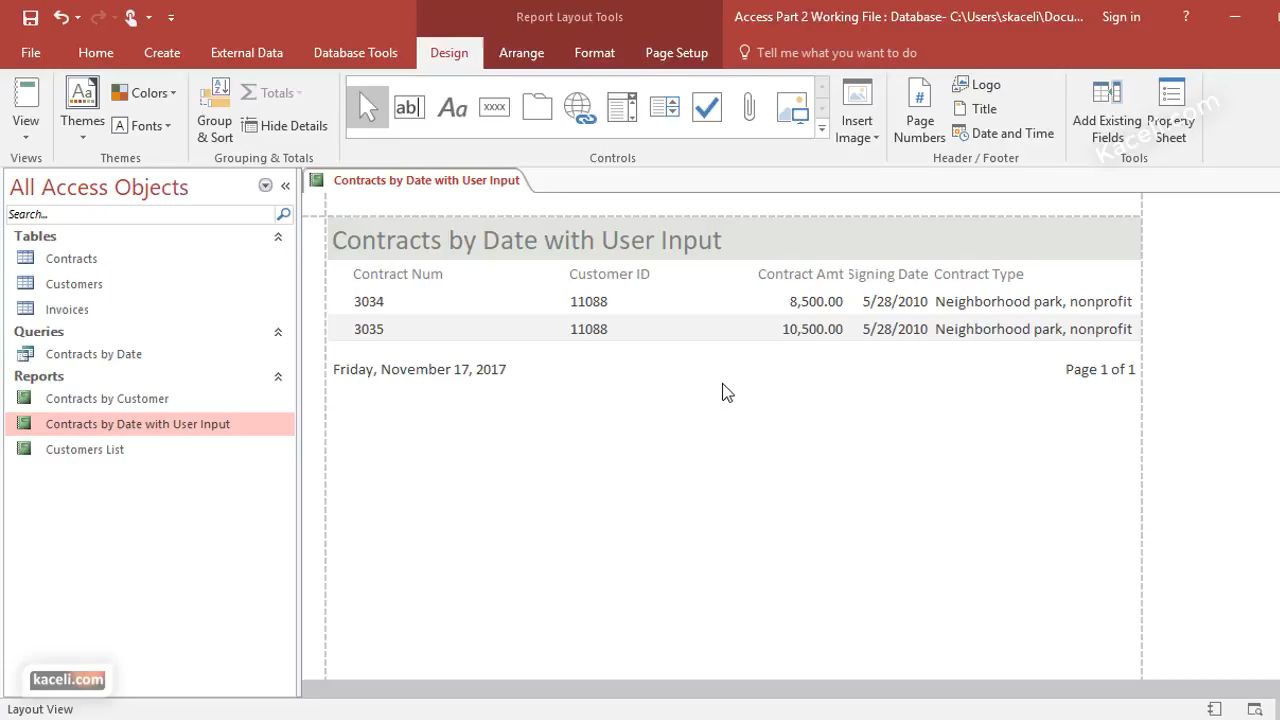 Report Layout Tools
Access Part 2 Working File : Database- C:\Users\skaceli\Docu...
Sign in
?
File
Home
Create
External Data
Database Tools
Design
Arrange
Format
Page Setup
Tell me what you want to do
View
Views
Aa
Themes
Colors
A Fonts
Themes
Group & Sort
Σ Totals
Hide Details
Grouping & Totals
ab|
Aa
xxxx
Controls
Insert Image
#
Page Numbers
Logo
Title
Date and Time
Header / Footer
Add Existing Fields
Property Sheet
Tools
Kaceli.com
All Access Objects
Search...
Tables
Contracts
Customers
Invoices
Queries
Contracts by Date
Reports
Contracts by Customer
Contracts by Date with User Input
Customers List
kaceli.com
Contracts by Date with User Input
Contracts by Date with User Input
Contract Num Customer ID Contract Amt Signing Date Contract Type
3034 11088 8,500.00 5/28/2010 Neighborhood park, nonprofit
3035 11088 10,500.00 5/28/2010 Neighborhood park, nonprofit
Friday, November 17, 2017 Page 1 of 1
Layout View